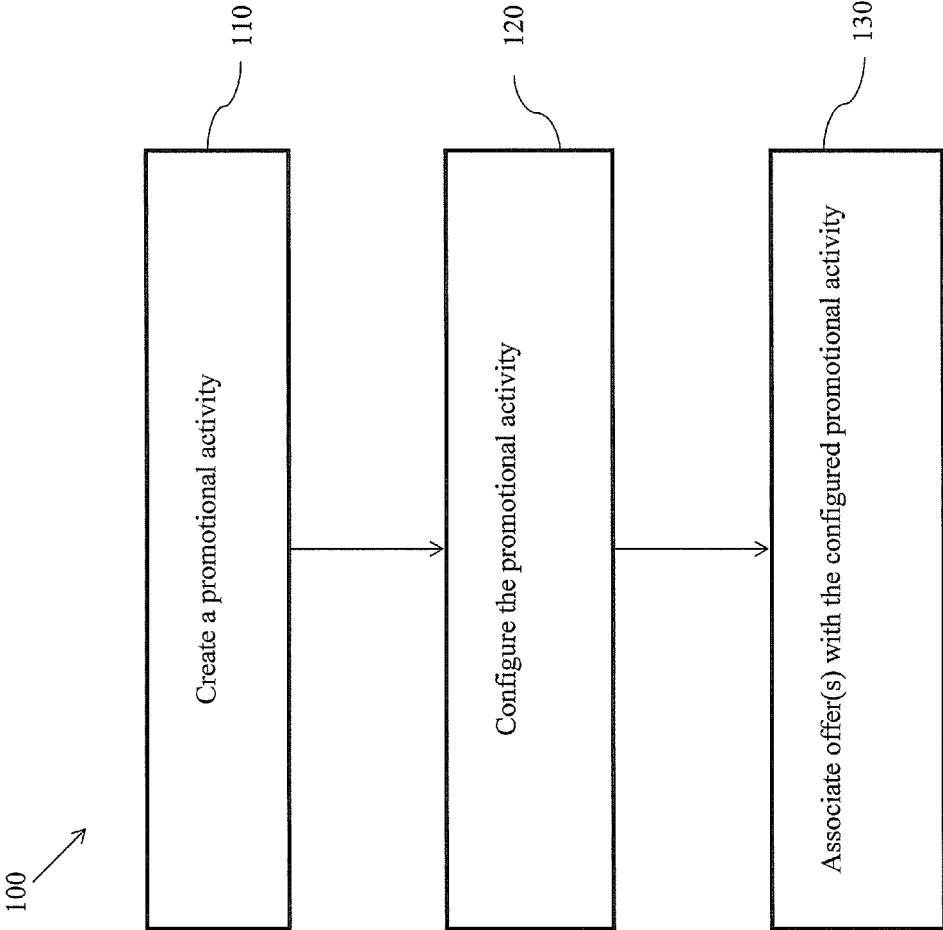 100
Create a promotional activity
110
Configure the promotional activity
120
Associate offer(s) with the configured promotional activity
130